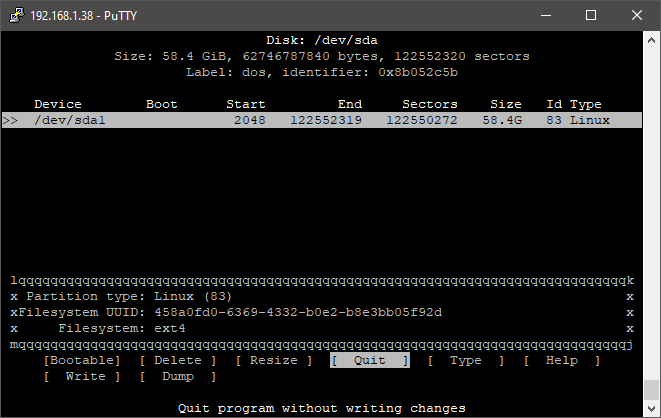 192.168.1.38 - PuTTY
Disk: /dev/sda
Size: 58.4 GiB, 62746787840 bytes, 122552320 sectors
Label: dos, identifier: 0x8b052c5b
Device Boot Start End Sectors Size Id Type
>> /dev/sda1 2048 122552319 122550272 58.4G 83 Linux
lqqqqqqqqqqqqqqqqqqqqqqqqqqqqqqqqqqqqqqqqqqqqqqqqqqqqqqqqqqqqqqqqqqqqqqqqqqqqk
x Partition type: Linux (83) x
xFilesystem UUID: 458a0fd0-6369-4332-b0e2-b8e3bb05f92d x
x Filesystem: ext4 x
mqqqqqqqqqqqqqqqqqqqqqqqqqqqqqqqqqqqqqqqqqqqqqqqqqqqqqqqqqqqqqqqqqqqqqqqqqqqqj
[Bootable] [ Delete ] [ Resize ] [ Quit ] [ Type ] [ Help ]
[ Write ] [ Dump ]
Quit program without writing changes